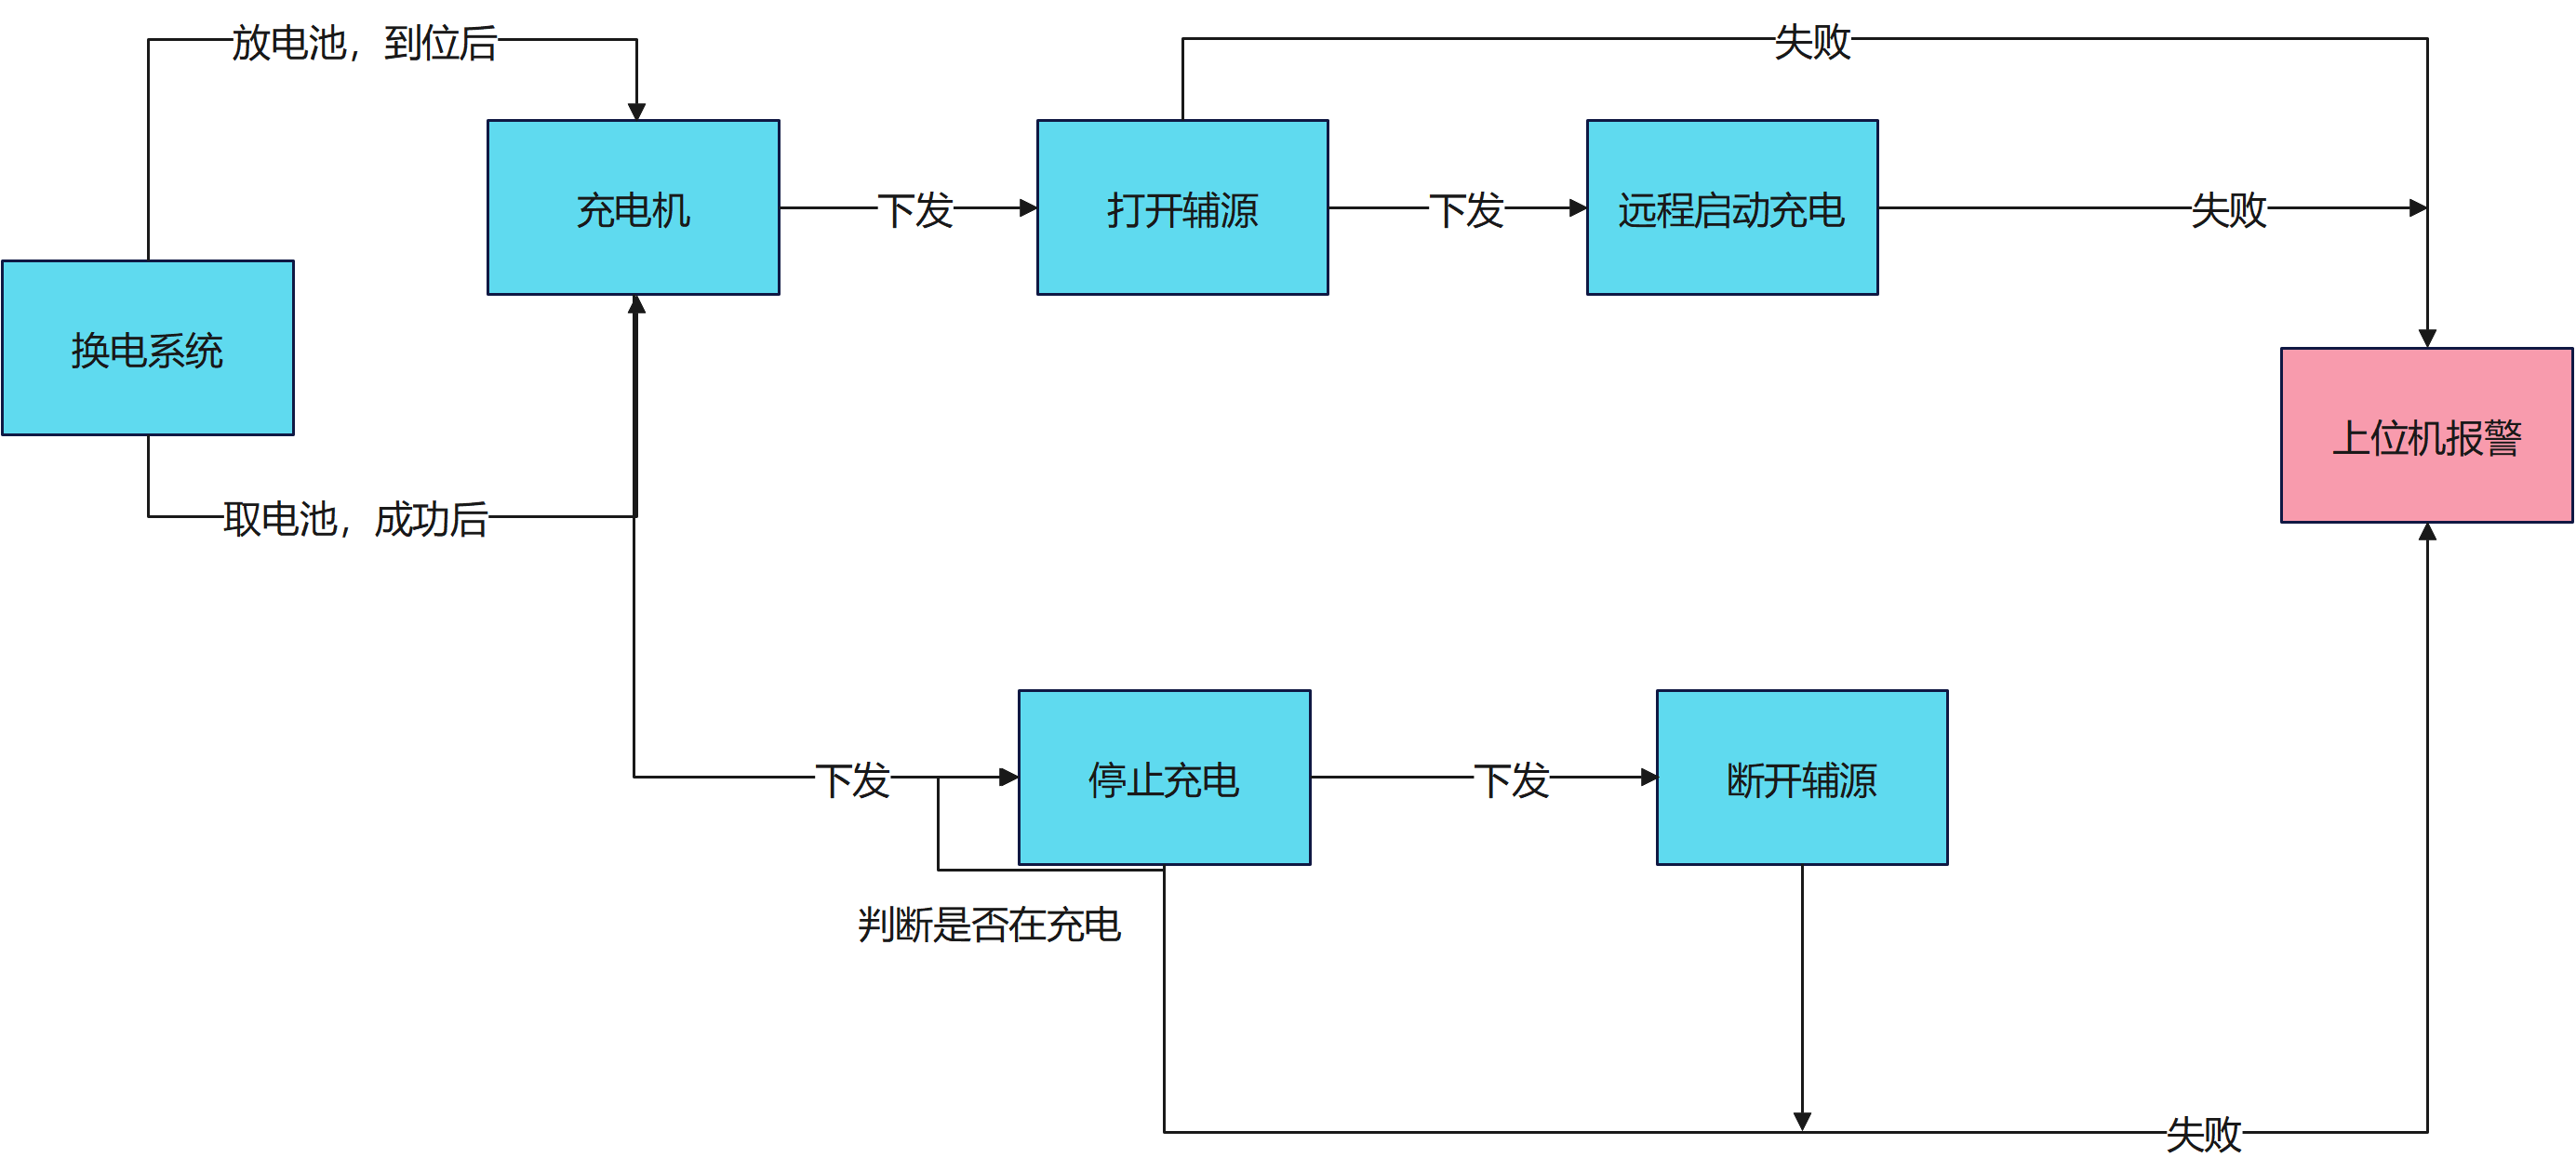 放电池，到位后
失败
充电机
下发
打开辅源
下发
远程启动充电
失败
换电系统
上位机报警
取电池，成功后
下发
停止充电
下发
断开辅源
判断是否在充电
失败